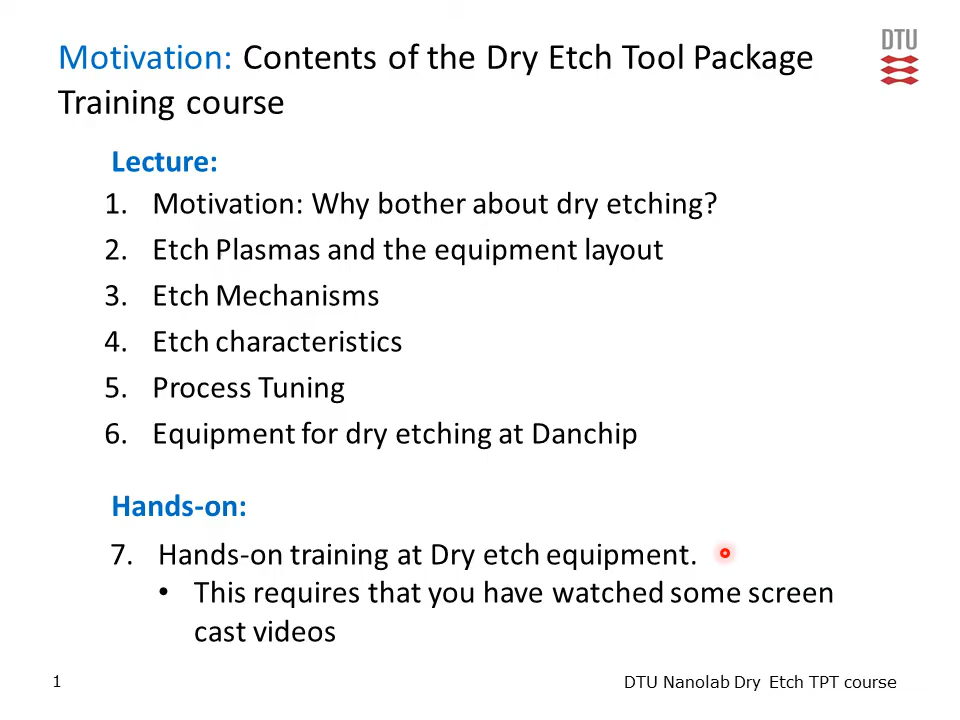 Motivation: Contents of the Dry Etch Tool Package
Training course
DTU
Lecture:
1. Motivation: Why bother about dry etching?
2. Etch Plasmas and the equipment layout
3. Etch Mechanisms
4. Etch characteristics
5. Process Tuning
6. Equipment for dry etching at Danchip
Hands-on:
7. Hands-on training at Dry etch equipment.
• This requires that you have watched some screen
cast videos
1
DTU Nanolab Dry Etch TPT course